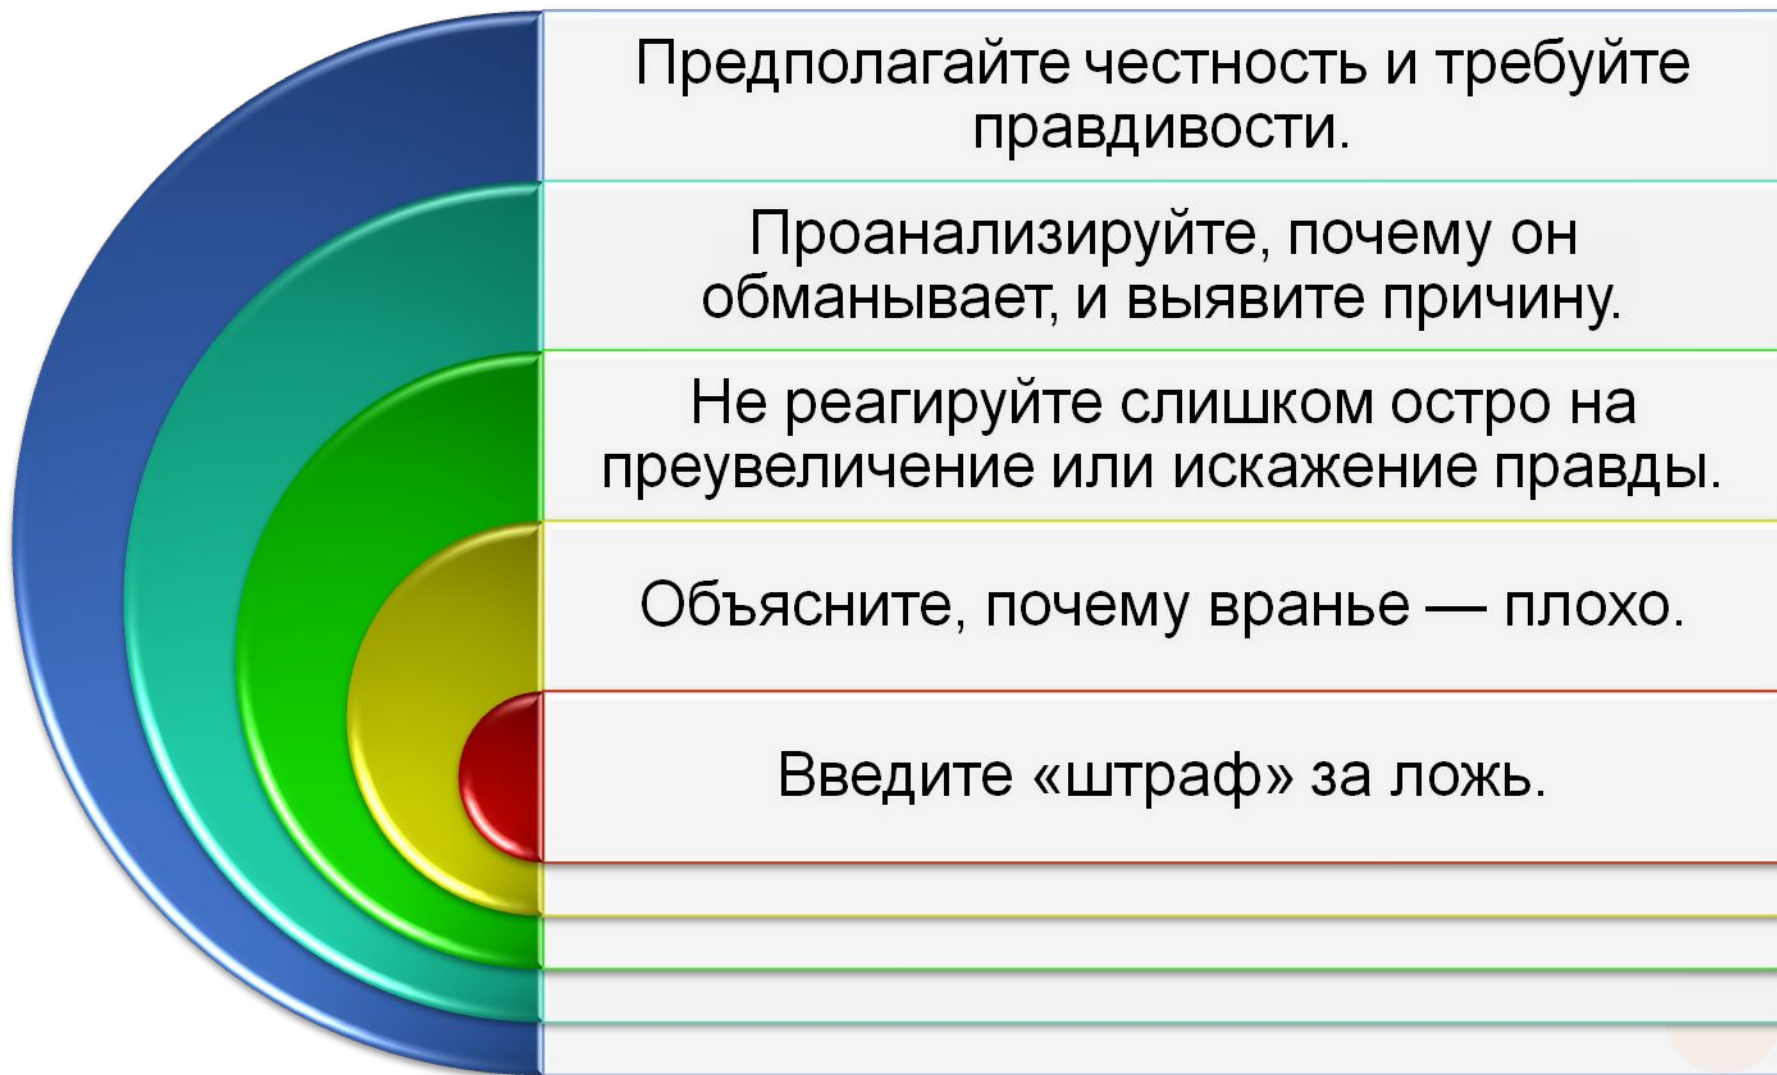 Предполагайте честность и требуйте
правдивости.
Проанализируйте, почему он
обманывает, и выявите причину.
Не реагируйте слишком остро на
преувеличение или искажение правды.
Объясните, почему вранье — плохо.
Введите «штраф» за ложь.